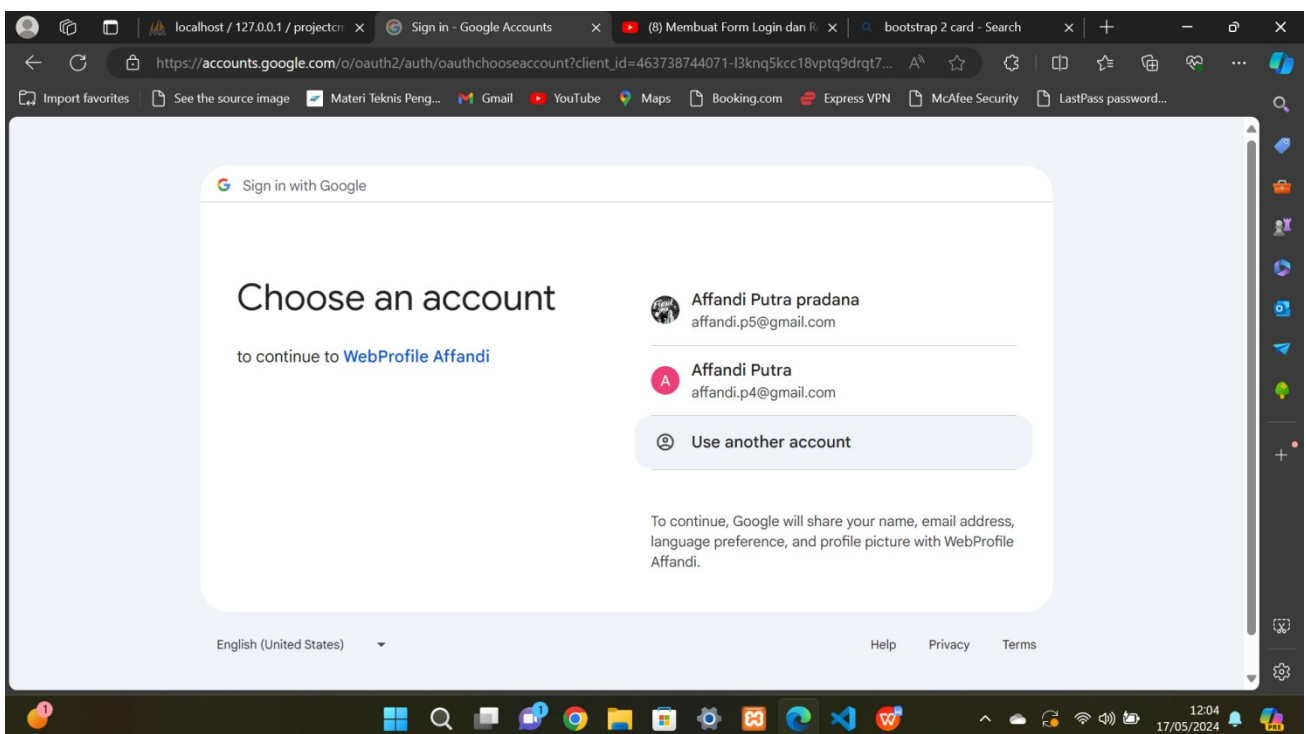 localhost / 127.0.0.1 / projectcm
Sign in - Google Accounts
(8) Membuat Form Login dan R
bootstrap 2 card - Search
https://accounts.google.com/o/oauth2/auth/oauthchooseaccount?client_id=463738744071-l3knq5kcc18vptq9drqt7...
Import favorites
See the source image
Materi Teknis Peng...
Gmail
YouTube
Maps
Booking.com
Express VPN
McAfee Security
LastPass password...
Sign in with Google
Choose an account
to continue to WebProfile Affandi
Affandi Putra pradana
affandi.p5@gmail.com
A
Affandi Putra
affandi.p4@gmail.com
Use another account
To continue, Google will share your name, email address,
language preference, and profile picture with WebProfile
Affandi.
English (United States)
Help
Privacy
Terms
1
1
12:04
17/05/2024
PRE